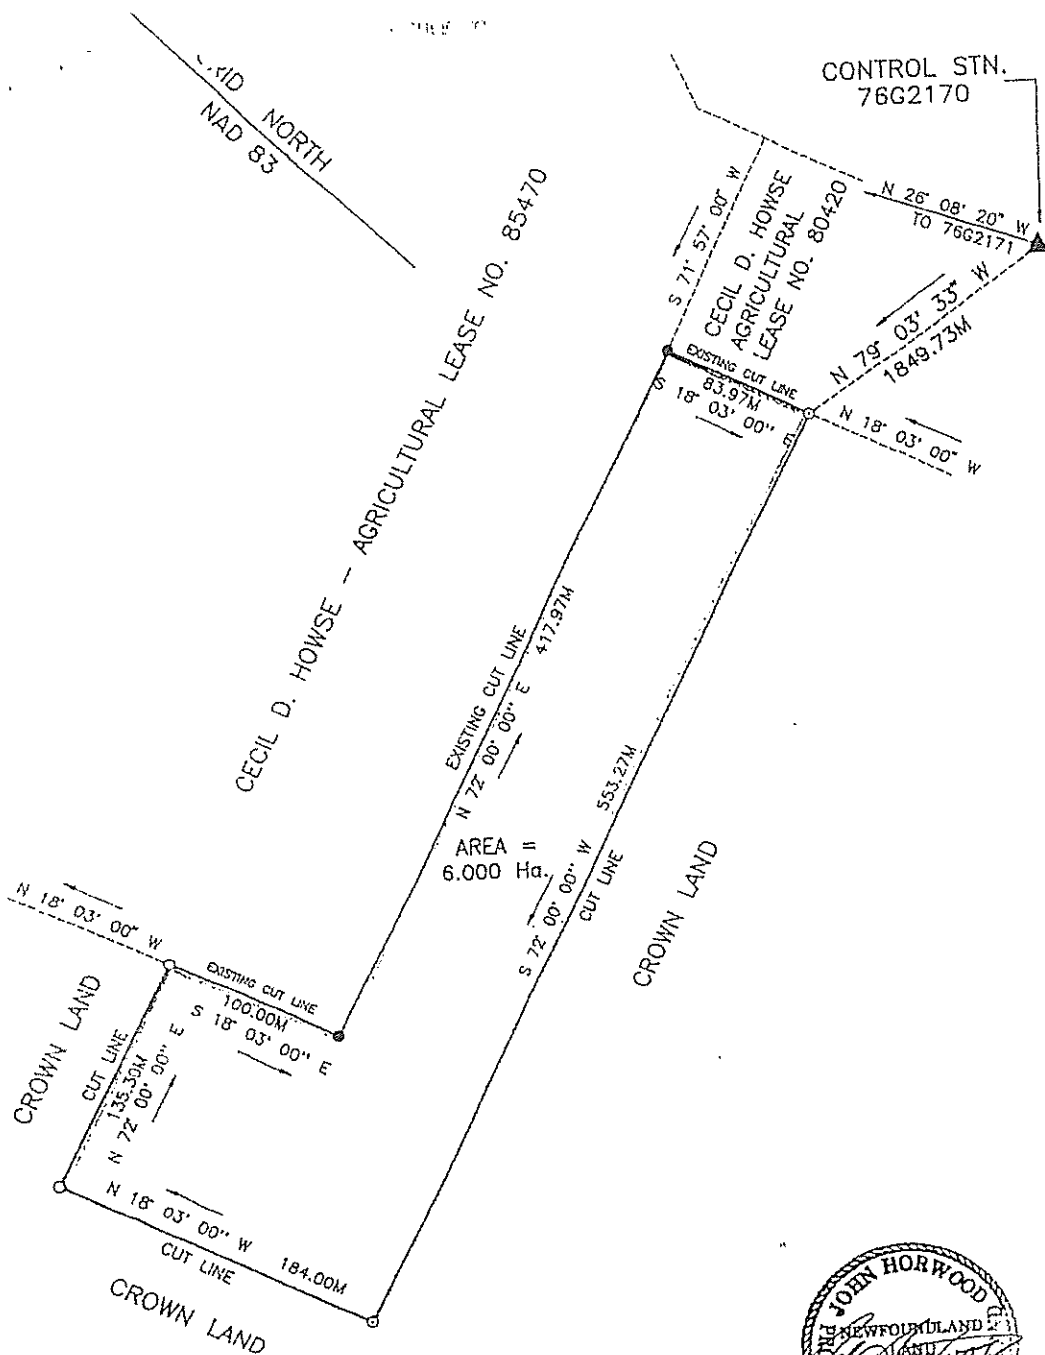 CONTROL STN.
76G2170
NORTH
NAD 83
N 26° 08' 20" W
TO 76G2171
S 71° 57' 00" W
CECIL D. HOWSE
AGRICULTURAL
LEASE NO. 80420
N 79° 03' 33" W
1849.73M
CECIL D. HOWSE - AGRICULTURAL LEASE NO. 85470
EXISTING CUT LINE
83.97M
S 18° 03' 00" E
N 18° 03' 00" W
EXISTING CUT LINE
417.97M
N 72° 00' 00" E
553.27M
S 72° 00' 00" W
CUT LINE
AREA =
6.000 Ha.
CROWN LAND
N 18° 03' 00" W
EXISTING CUT LINE
100.00M
S 18° 03' 00" E
CROWN LAND
CUT LINE
135.30M
N 72° 00' 00" E
N 18° 03' 00" W
184.00M
CUT LINE
CROWN LAND
JOHN HORWOOD
NEWFOUNDLAND
LAND